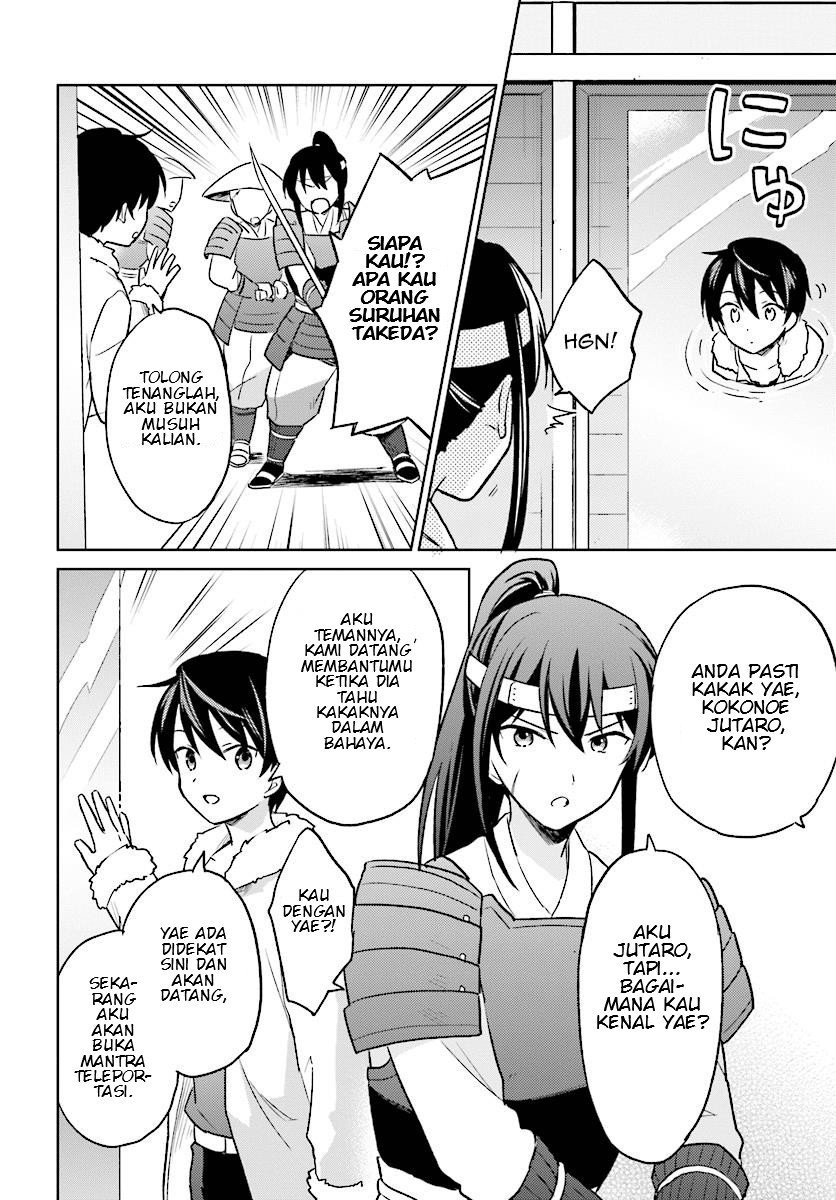 にゅ
HGN!
SIAPA
KAU!?
APA KAU
ORANG
SURUHAN
TAKEDA?
TOLONG
TENANGLAH,
AKU BUKAN
MUSUH
KALIAN.
ANDA PASTI
KAKAK YAE,
KOKONOE
JUTARO,
KAN?
AKU
JUTARO,
TAPI...
BAGAI-
MANA KAU
KENAL YAE?
AKU
TEMANNYA,
KAMI DATANG
MEMBANTUMU
KETIKA DIA
TAHU
KAKAKNYA
DALAM
BAHAYA.
KAU
DENGAN
YAE?!
YAE ADA
DIDEKAT
SINI DAN
AKAN
DATANG,
SEKA-
RANG
AKU
AKAN
BUKA
MANTRA
TELEPOR-
TASI.